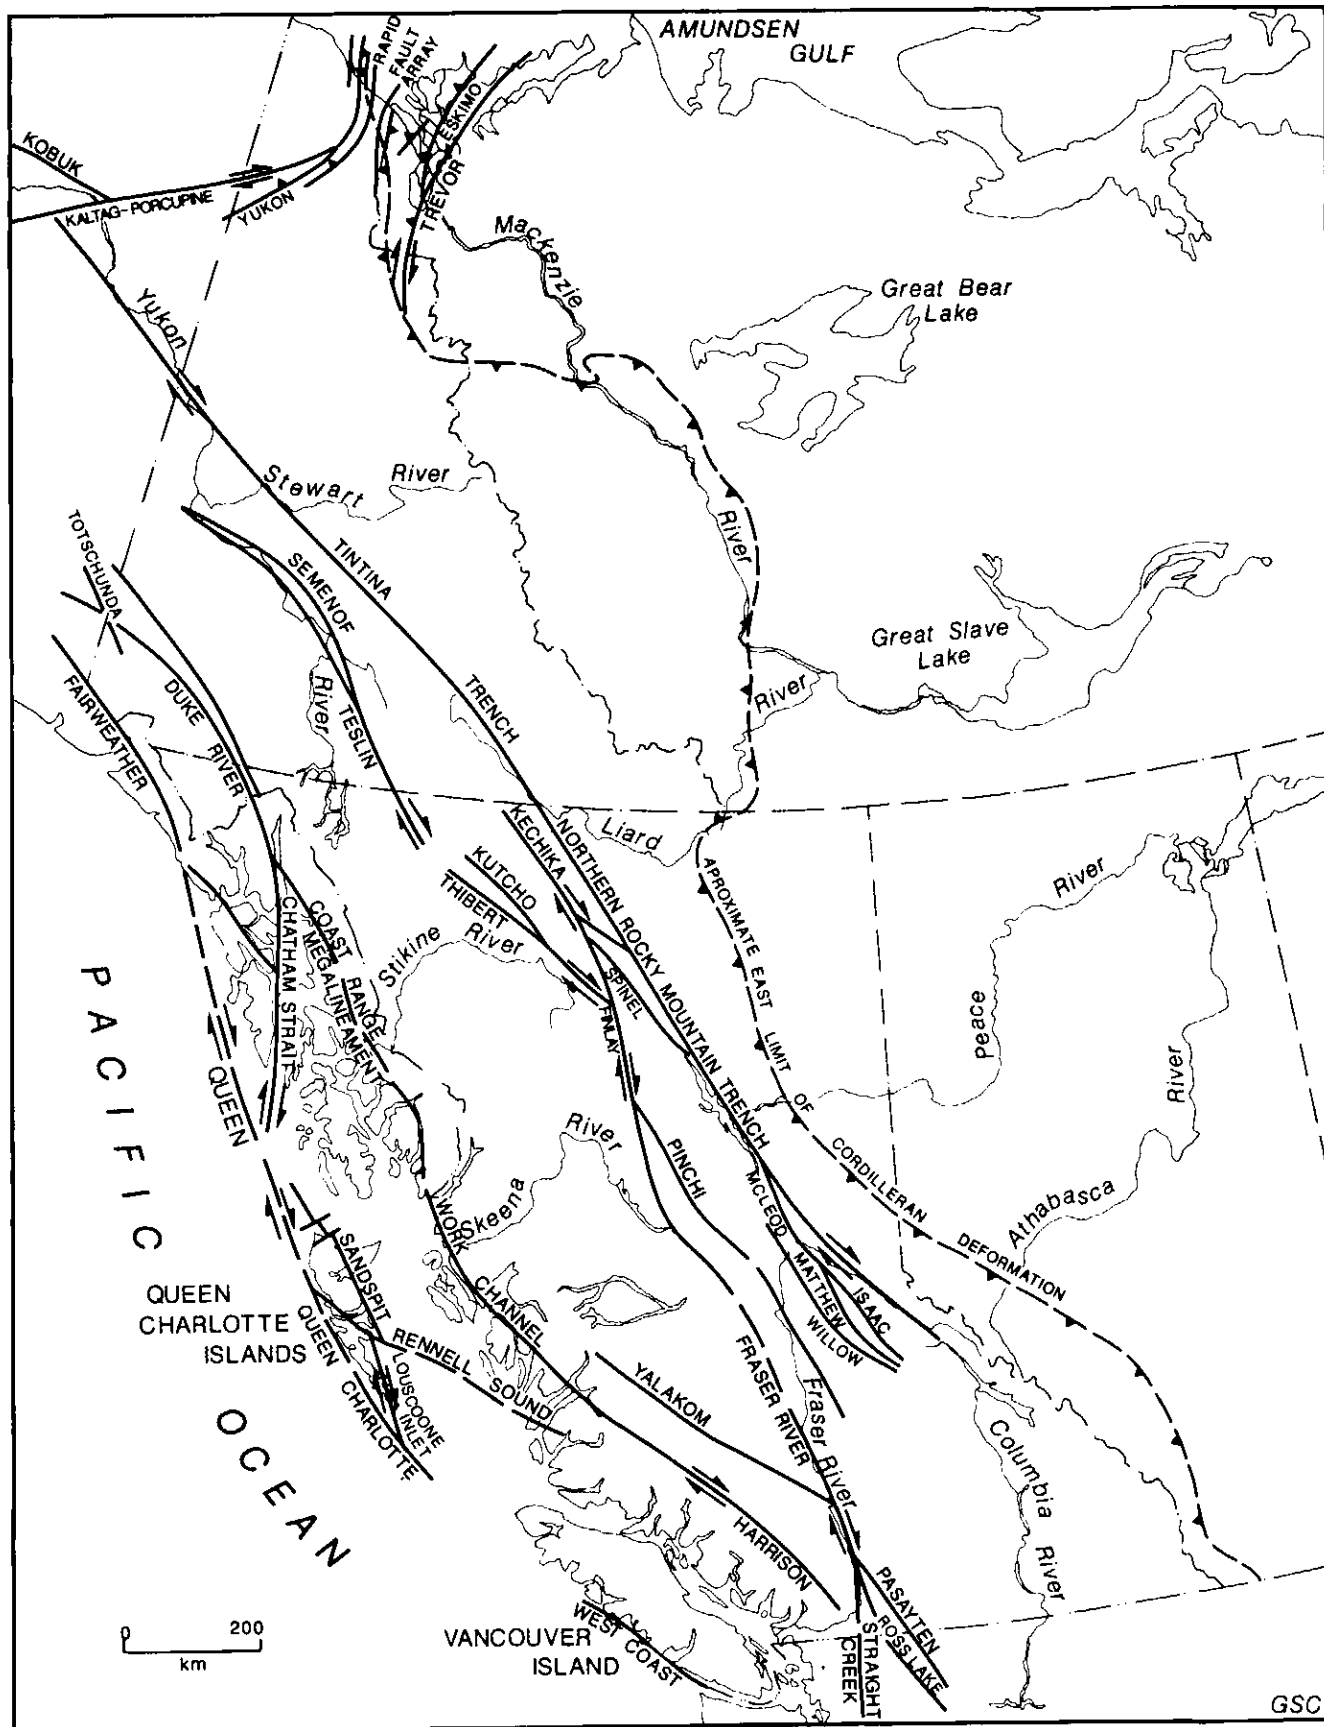 AMUNDSEN
GULF
RAPID
FAULT
ARRAY
ESKIMO
TREVOR
KOBUK
KALTAG-PORCUPINE
YUKON
Mackenzie
River
Great Bear
Lake
Yukon
River
Stewart River
TINTINA
TRENCH
SEMENOF
TESLIN
TOTSCHUNDA
DUKE
RIVER
FAIRWEATHER
Great Slave
Lake
River
Liard
KECHIKA
NORTHERN ROCKY MOUNTAIN TRENCH
KUTCHO
THIBERT
Stikine River
SPINEL
FINLAY
APROXIMATE EAST LIMIT OF CORDILLERAN DEFORMATION
River
Peace
River
Athabasca
CHATHAM STRAIT
COAST RANGE
MEGALINEAMENT
PACIFIC
OCEAN
QUEEN
PINCHI
River
Skeena
MCLEOD
WORK
CHANNEL
SANDSPIT
QUEEN
CHARLOTTE
ISLANDS
QUEEN
CHARLOTTE
RENNELL
SOUND
LOUSCOONE
INLET
MATTHEW
ISAAC
WILLOW
YALAKOM
FRASER RIVER
Fraser River
Columbia River
HARRISON
PASAYTEN
ROSS LAKE
STRAIGHT
CREEK
WEST COAST
VANCOUVER
ISLAND
0 200
km
GSC